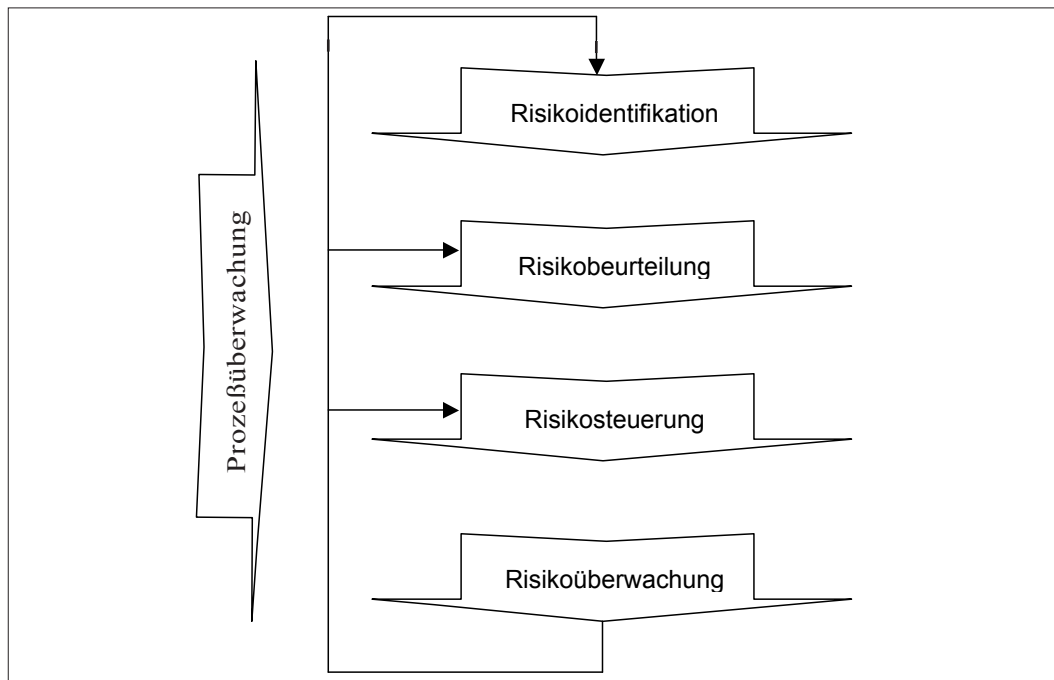 Prozeßüberwachung
Risikoidentifikation
Risikobeurteilung
Risikosteuerung
Risikoüberwachung